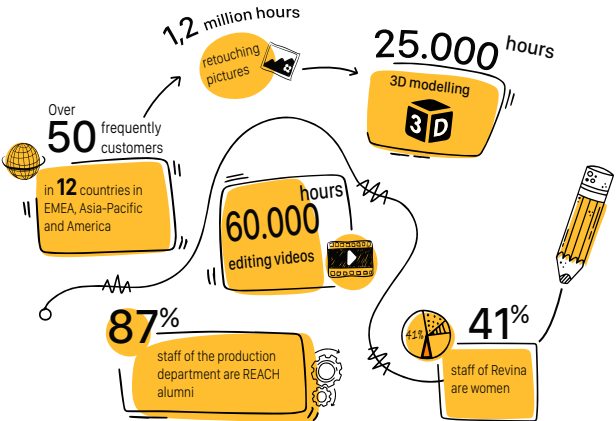 1,2 million hours
retouching
pictures
25.000 hours
3D modelling
3D
Over
50 frequently
customers
in 12 countries in
EMEA, Asia-Pacific
and America
hours
60.000
editing videos
87%
staff of the production
department are REACH
alumni
41%
41%
staff of Revina
are women